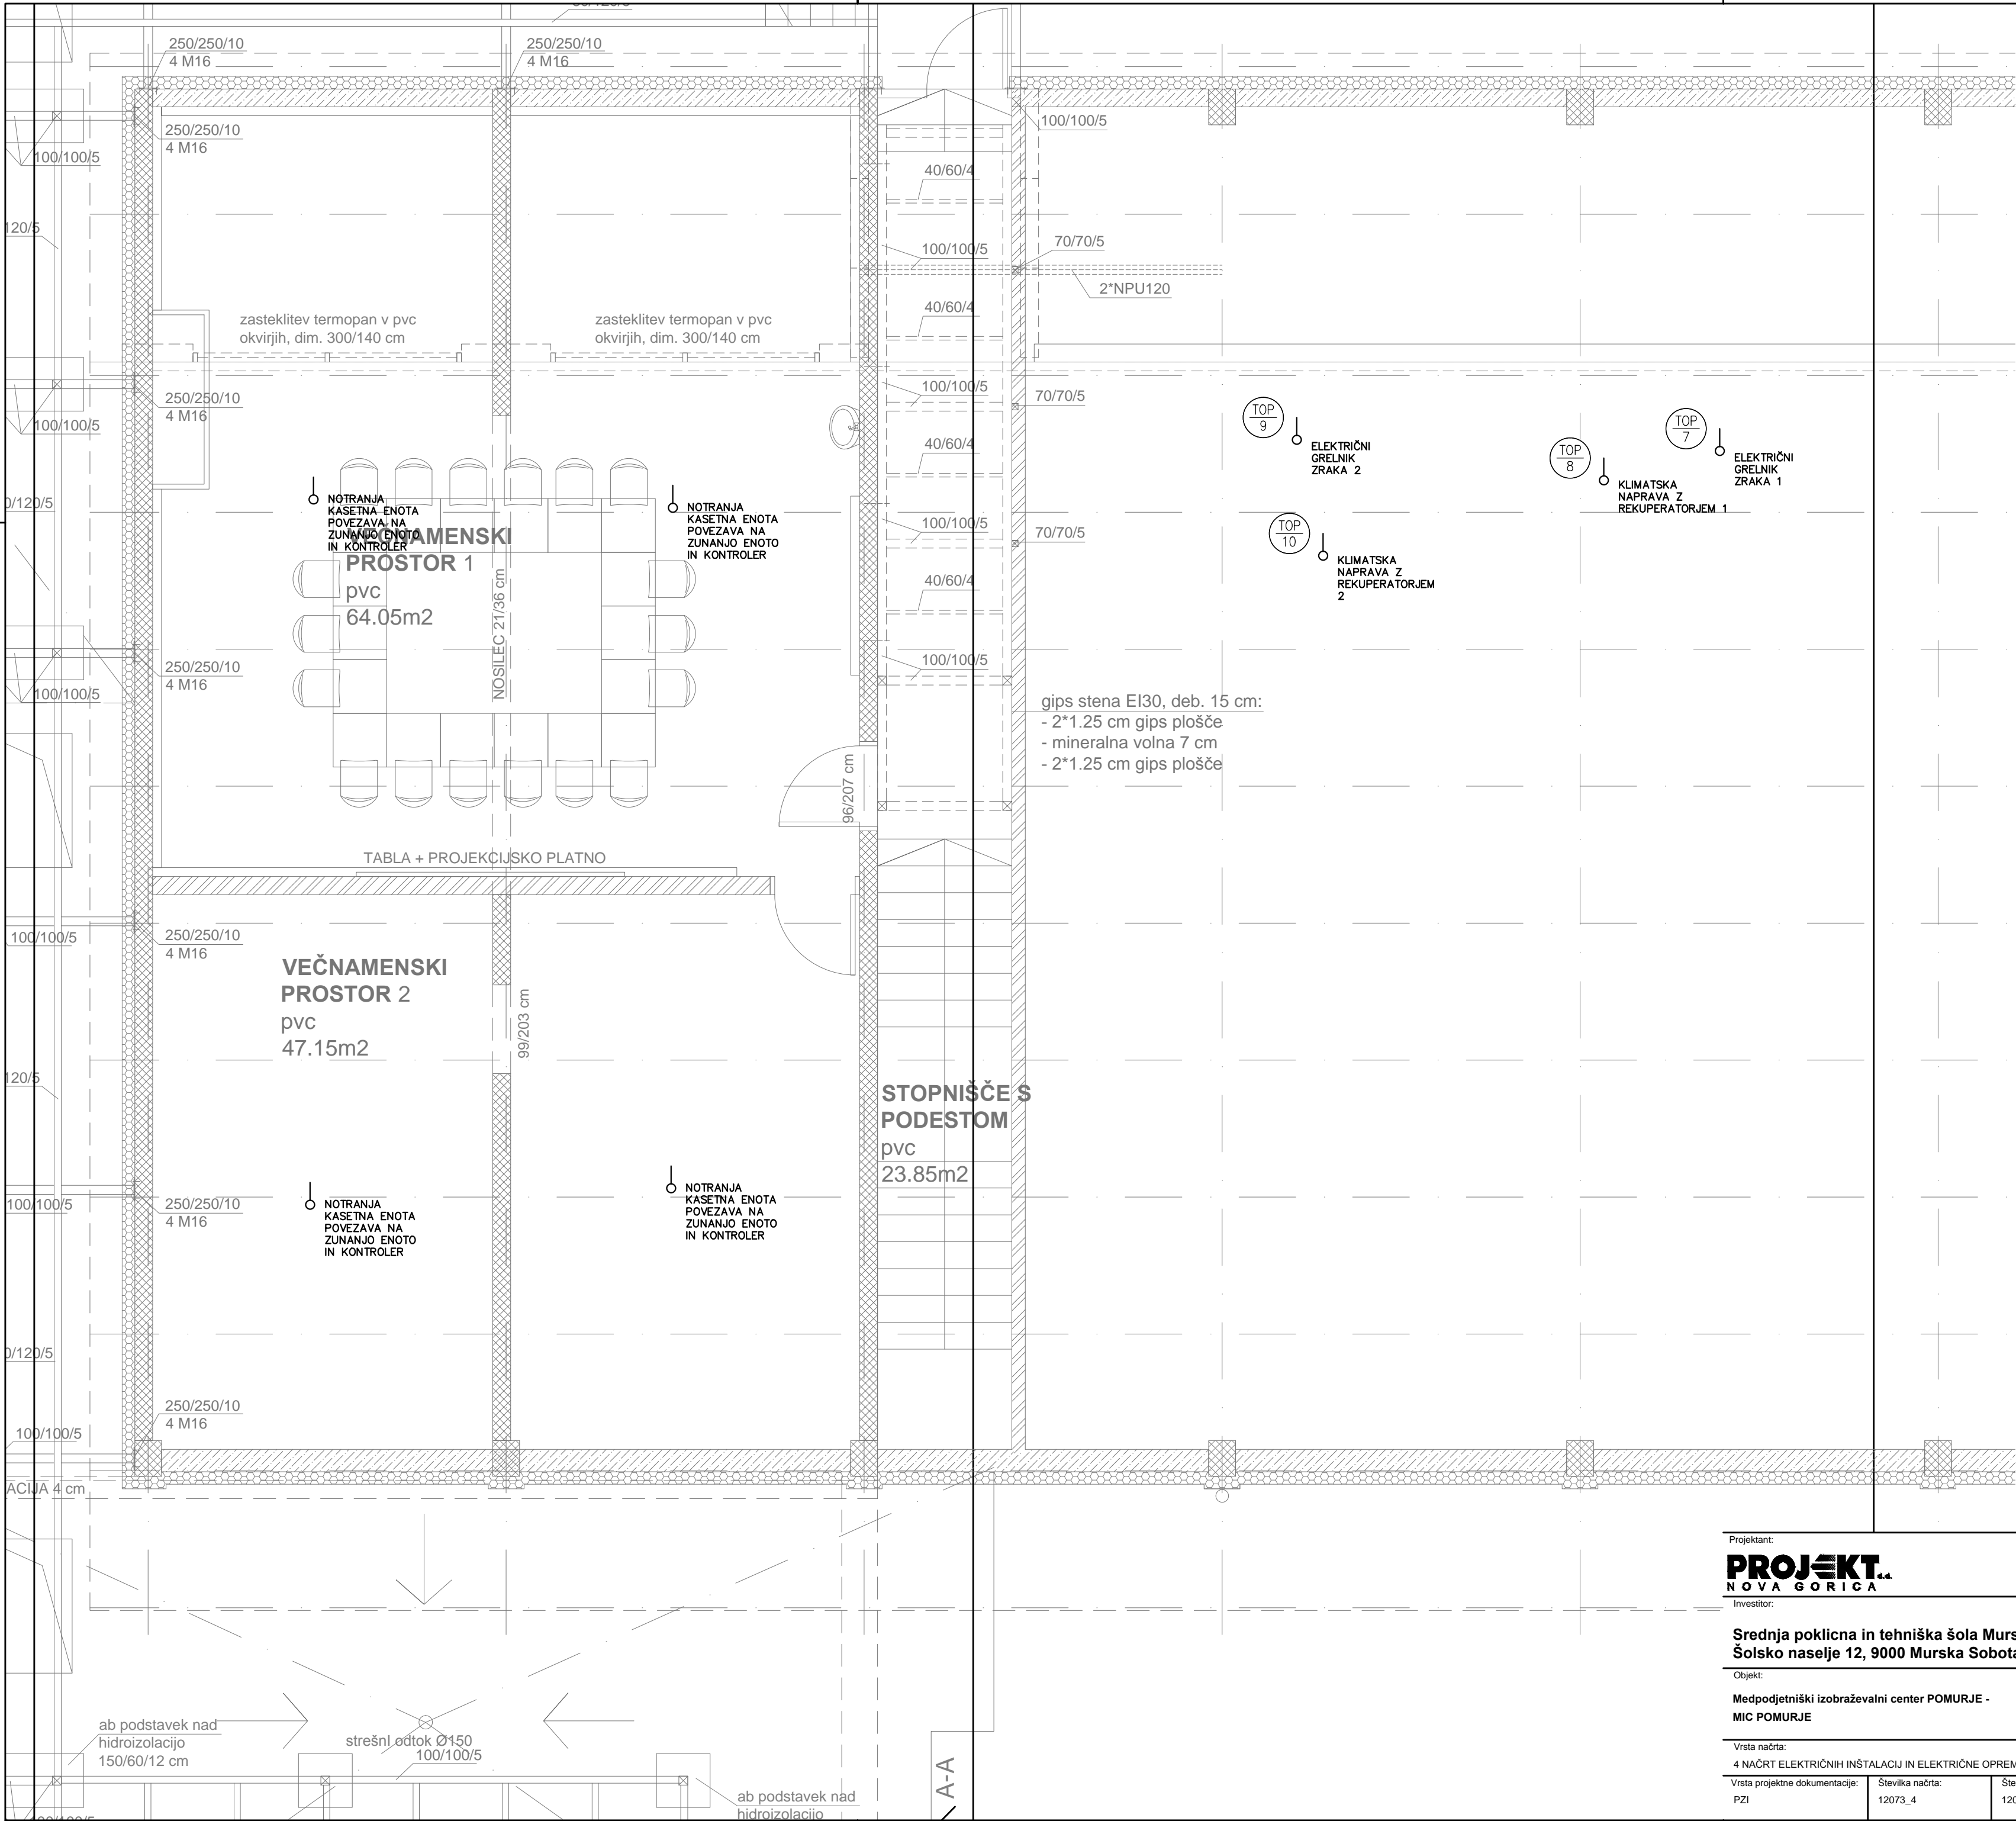 250/250/10
4 M16
250/250/10
4 M16
250/250/10
4 M16
100/100/5
100/100/5
40/60/4
120/5
100/100/5
70/70/5
2*NPU120
40/60/4
zasteklitev termopan v pvc
okvirjih, dim. 300/140 cm
zasteklitev termopan v pvc
okvirjih, dim. 300/140 cm
250/250/10
4 M16
100/100/5
100/100/5
70/70/5
TOP
9
ELEKTRIČNI
GRELNIK
ZRAKA 2
TOP
8
KLIMATSKA
NAPRAVA Z
REKUPERATORJEM 1
TOP
7
ELEKTRIČNI
GRELNIK
ZRAKA 1
40/60/4
0/120/5
NOTRANJA
KASETNA ENOTA
POVEZAVA NA
ZUNANJO ENOTO
IN KONTROLER
NOTRANJA
KASETNA ENOTA
POVEZAVA NA
ZUNANJO ENOTO
IN KONTROLER
VEČNAMENSKI
PROSTOR 1
pvc
64.05m2
100/100/5
70/70/5
TOP
10
KLIMATSKA
NAPRAVA Z
REKUPERATORJEM
2
40/60/4
NOSILEC 21/36 cm
250/250/10
4 M16
100/100/5
100/100/5
gips stena EI30, deb. 15 cm:
- 2*1.25 cm gips plošče
- mineralna volna 7 cm
- 2*1.25 cm gips plošče
96/207 cm
TABLA + PROJEKCIJSKO PLATNO
100/100/5
250/250/10
4 M16
VEČNAMENSKI
PROSTOR 2
pvc
47.15m2
99/203 cm
120/5
STOPNIŠČE S
PODESTOM
pvc
23.85m2
100/100/5
250/250/10
4 M16
NOTRANJA
KASETNA ENOTA
POVEZAVA NA
ZUNANJO ENOTO
IN KONTROLER
NOTRANJA
KASETNA ENOTA
POVEZAVA NA
ZUNANJO ENOTO
IN KONTROLER
0/120/5
250/250/10
4 M16
100/100/5
ACIJA 4 cm
ab podstavek nad
hidroizolacijo
150/60/12 cm
strešnI odtok Ø150
100/100/5
ab podstavek nad
hidroizolacijo
A-A
Projektant:
PROJEKT d.d.
NOVA GORICA
Investitor:
Srednja poklicna in tehniška šola Murs
Šolsko naselje 12, 9000 Murska Sobota
Objekt:
Medpodjetniški izobraževalni center POMURJE -
MIC POMURJE
Vrsta načrta:
4 NAČRT ELEKTRIČNIH INŠTALACIJ IN ELEKTRIČNE OPREM
Vrsta projektne dokumentacije:
PZI
Številka načrta:
12073_4
Šte
120